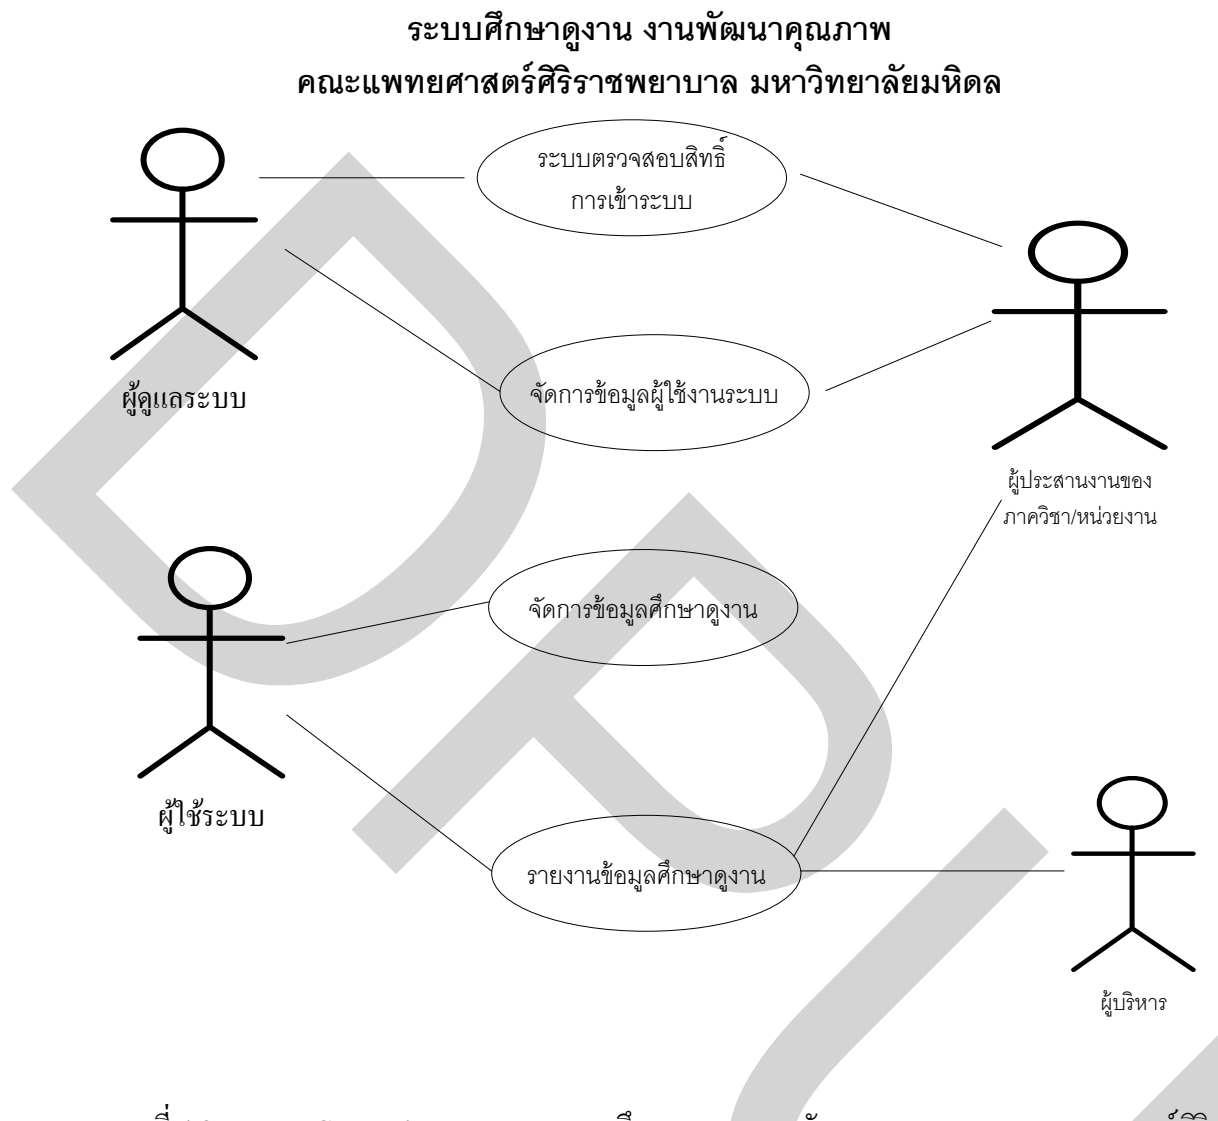 ระบบศึกษาดูงาน งานพัฒนาคุณภาพ
คณะแพทยศาสตร์ศิริราชพยาบาล มหาวิทยาลัยมหิดล
ระบบตรวจสอบสิทธิ์
การเข้าระบบ
จัดการข้อมูลผู้ใช้งานระบบ
ผู้ดูแลระบบ
ผู้ประสานงานของ
ภาควิชา/หน่วยงาน
จัดการข้อมูลศึกษาดูงาน
ผู้ใช้ระบบ
รายงานข้อมูลศึกษาดูงาน
ผู้บริหาร